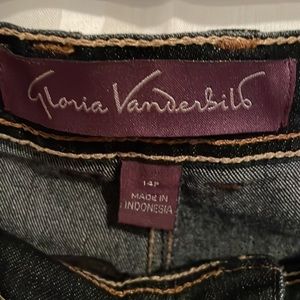 Gloria Vanderbilt
14P
MADE IN
INDONESIA